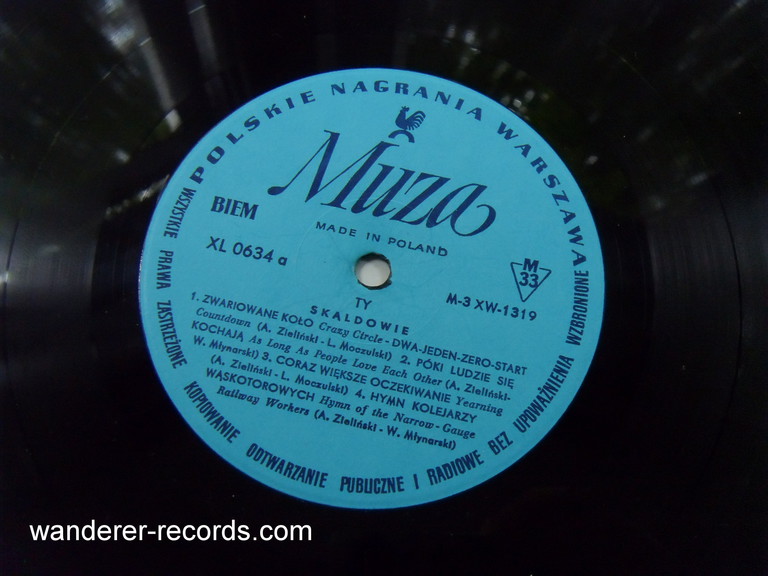 POLSKIE NAGRANIA WARSZAWA
Muza
MADE IN POLAND
BIEM
XL 0634 a
M
33
M-3 XW-1319
TY
SKALDOWIE
1. ZWARIOWANE KOŁO Crazy Circle - DWA-JEDEN-ZERO-START
Countdown (A. Zieliński - L. Moczulski) 2. PÓKI LUDZIE SIĘ
KOCHAJĄ As Long As People Love Each Other (A. Zieliński-
W. Młynarski) 3. CORAZ WIĘKSZE OCZEKIWANIE Yearning
(A. Zieliński - L. Moczulski) 4. HYMN KOLEJARZY
WĄSKOTOROWYCH Hymn of the Narrow-Gauge
Railway Workers (A. Zieliński - W. Młynarski)
WSZYSTKIE PRAWA ZASTRZEŻONE KOPIOWANIE ODTWARZANIE PUBLICZNE I RADIOWE BEZ UPOWAŻNIENIA WZBRONIONE
wanderer-records.com